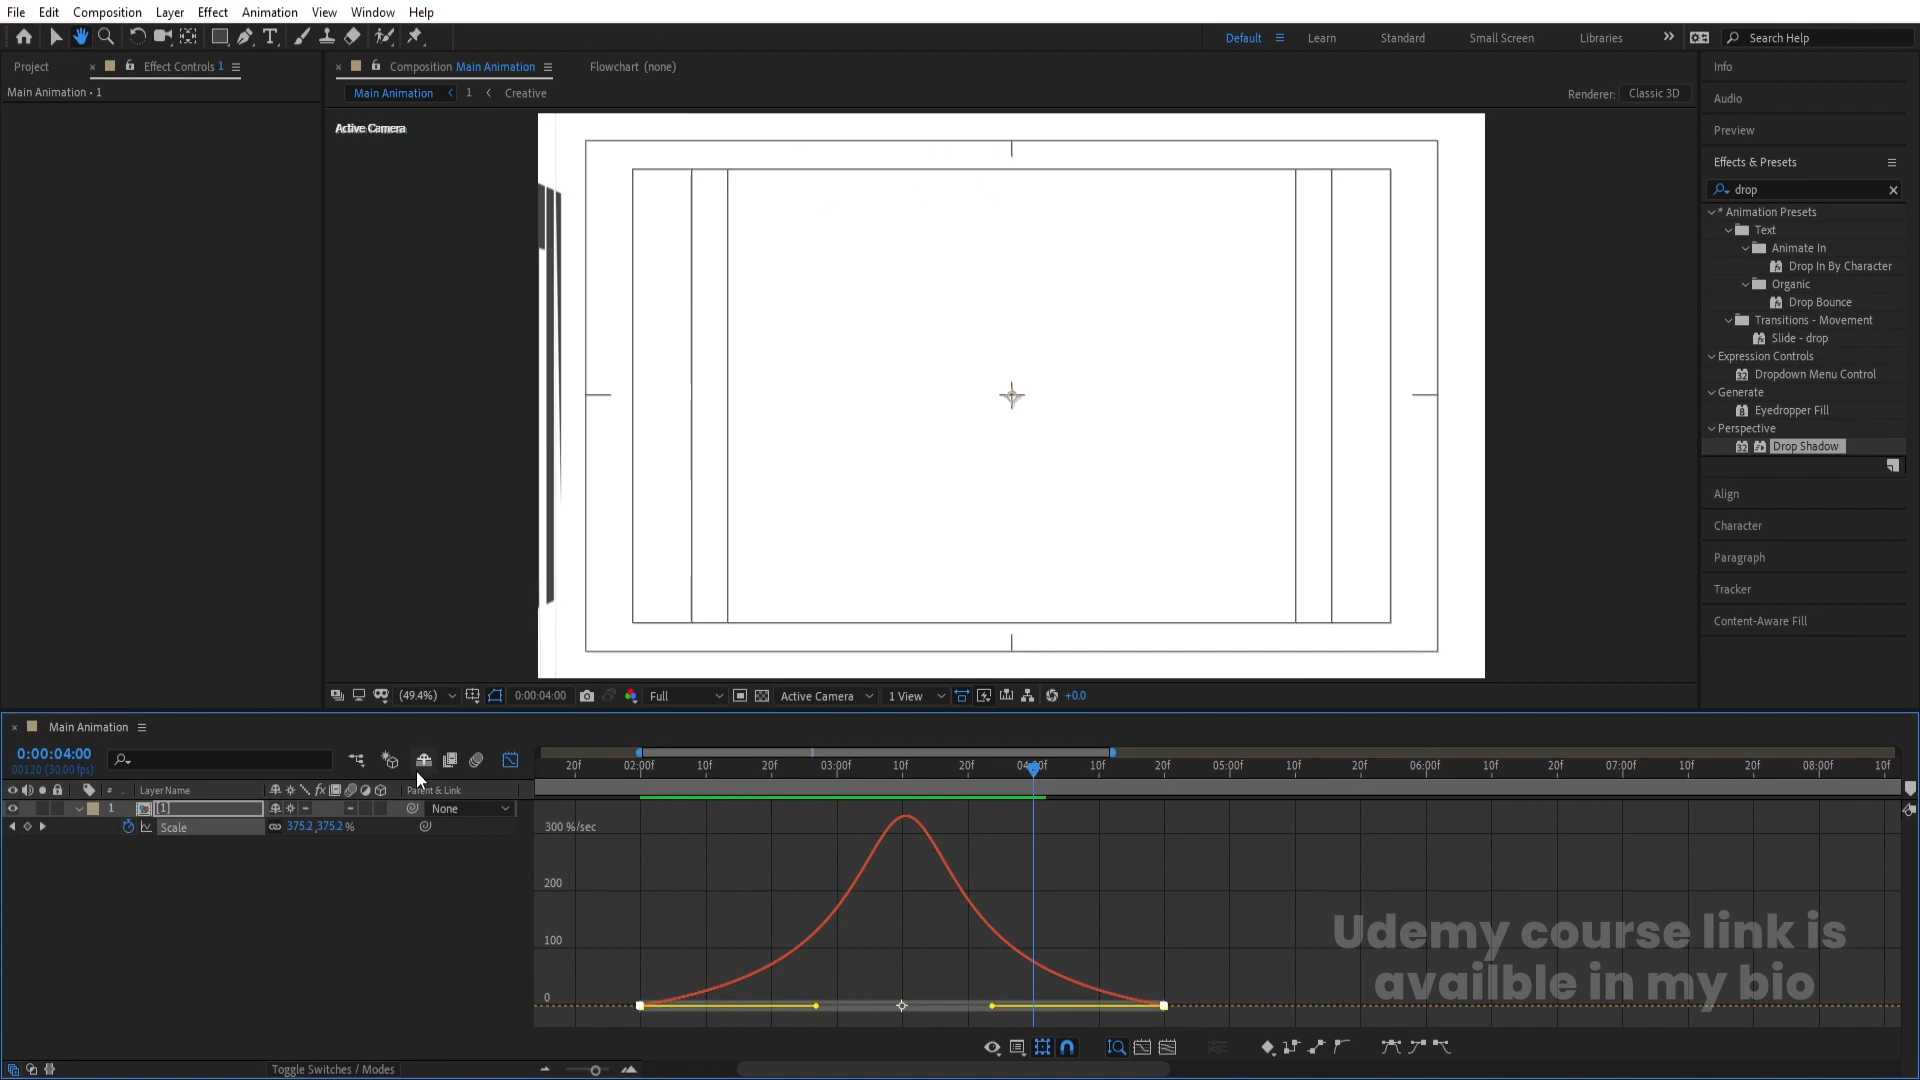 File Edit Composition Layer Effect Animation View Window Help
Default Learn Standard Small Screen Libraries Search Help
Project Effect Controls 1
Composition Main Animation Flowchart (none)
Main Animation • 1
Main Animation 1 Creative
Renderer: Classic 3D
Active Camera
Info
Audio
Preview
Effects & Presets
drop
* Animation Presets
Text
Animate In
Drop In By Character
Organic
Drop Bounce
Transitions - Movement
Slide - drop
Expression Controls
Dropdown Menu Control
Generate
Eyedropper Fill
Perspective
Drop Shadow
Align
Character
Paragraph
Tracker
Content-Aware Fill
(49.4%) 0:00:04:00 Full Active Camera 1 View +0.0
Main Animation
0:00:04:00
00120 (30.00 fps)
20f 02:00f 10f 20f 03:00f 10f 20f 04:00f 10f 20f 05:00f 10f 20f 06:00f 10f 20f 07:00f 10f 20f 08:00f 10f
# Layer Name Parent & Link
1 [1] None
Scale 375.2,375.2 %
300 %/sec
200
100
0
Udemy course link is
availble in my bio
Toggle Switches / Modes